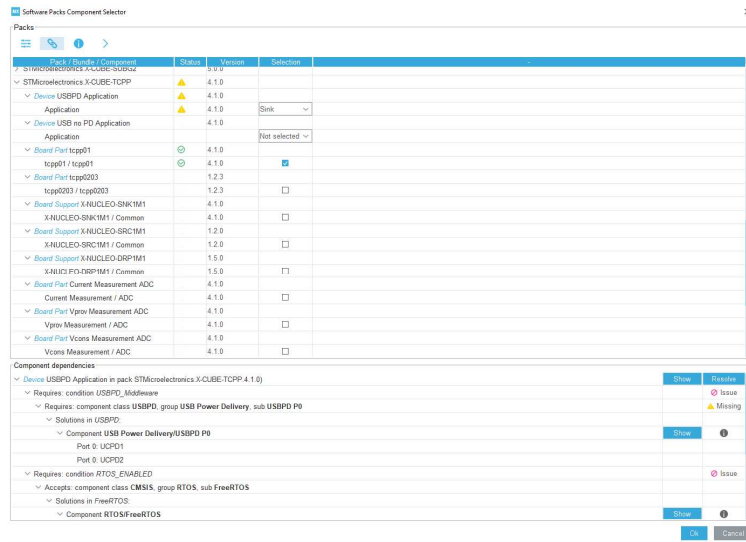 MX Software Packs Component Selector
Packs
Pack / Bundle / Component Status Version Selection -
STMicroelectronics.X-CUBE-SUBG2 5.0.0
STMicroelectronics.X-CUBE-TCPP 4.1.0
Device USBPD Application 4.1.0
Application 4.1.0 Sink
Device USB no PD Application 4.1.0
Application Not selected
Board Part tcpp01 4.1.0
tcpp01 / tcpp01 4.1.0
Board Part tcpp0203 1.2.3
tcpp0203 / tcpp0203 1.2.3
Board Support X-NUCLEO-SNK1M1 4.1.0
X-NUCLEO-SNK1M1 / Common 4.1.0
Board Support X-NUCLEO-SRC1M1 1.2.0
X-NUCLEO-SRC1M1 / Common 1.2.0
Board Support X-NUCLEO-DRP1M1 1.5.0
X-NUCLEO-DRP1M1 / Common 1.5.0
Board Part Current Measurement ADC 4.1.0
Current Measurement / ADC 4.1.0
Board Part Vprov Measurement ADC 4.1.0
Vprov Measurement / ADC 4.1.0
Board Part Vcons Measurement ADC 4.1.0
Vcons Measurement / ADC 4.1.0
Component dependencies
Device USBPD Application in pack STMicroelectronics.X-CUBE-TCPP 4.1.0) Show Resolve
Requires: condition USBPD_Middleware Issue
Requires: component class USBPD, group USB Power Delivery, sub USBPD P0 Missing
Solutions in USBPD:
Component USB Power Delivery/USBPD P0 Show
Port 0: UCPD1
Port 0: UCPD2
Requires: condition RTOS_ENABLED Issue
Accepts: component class CMSIS, group RTOS, sub FreeRTOS
Solutions in FreeRTOS:
Component RTOS/FreeRTOS Show
Ok Cancel